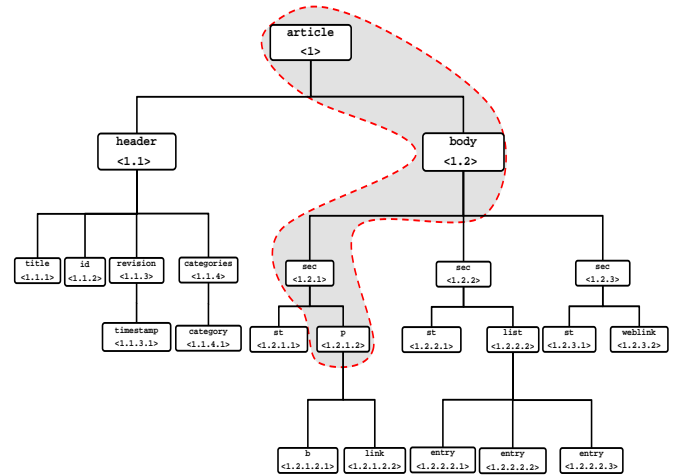 article
<1>
header
<1.1>
body
<1.2>
title
<1.1.1>
id
<1.1.2>
revision
<1.1.3>
categories
<1.1.4>
sec
<1.2.1>
sec
<1.2.2>
sec
<1.2.3>
timestamp
<1.1.3.1>
category
<1.1.4.1>
st
<1.2.1.1>
p
<1.2.1.2>
st
<1.2.2.1>
list
<1.2.2.2>
st
<1.2.3.1>
weblink
<1.2.3.2>
b
<1.2.1.2.1>
link
<1.2.1.2.2>
entry
<1.2.2.2.1>
entry
<1.2.2.2.2>
entry
<1.2.2.2.3>